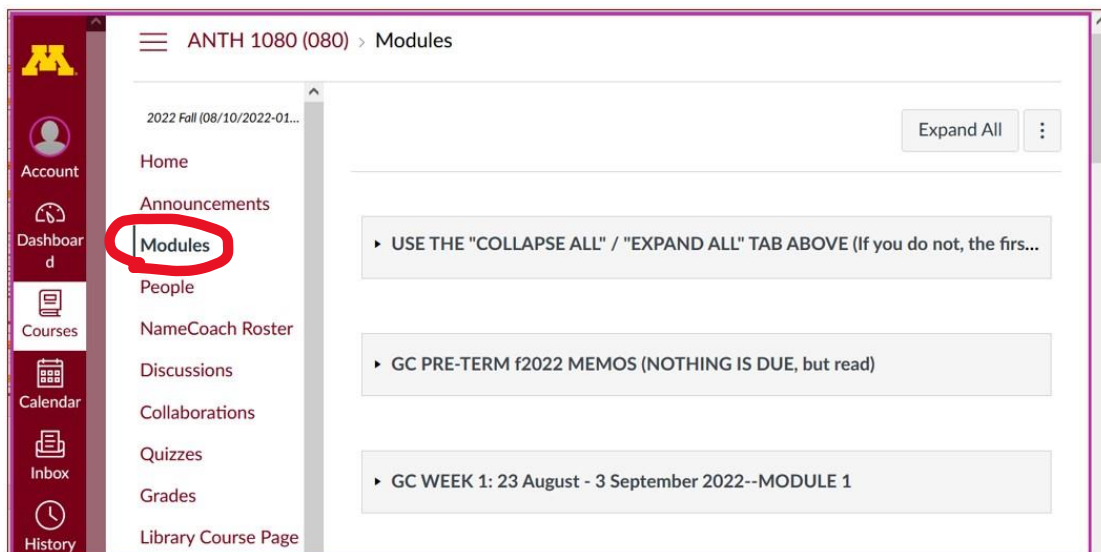 ANTH 1080 (080) > Modules
Account
Dashboar
d
Courses
Calendar
Inbox
History
2022 Fall (08/10/2022-01...
Home
Announcements
Modules
People
NameCoach Roster
Discussions
Collaborations
Quizzes
Grades
Library Course Page
Expand All
USE THE "COLLAPSE ALL" / "EXPAND ALL" TAB ABOVE (If you do not, the firs...
GC PRE-TERM f2022 MEMOS (NOTHING IS DUE, but read)
GC WEEK 1: 23 August - 3 September 2022--MODULE 1